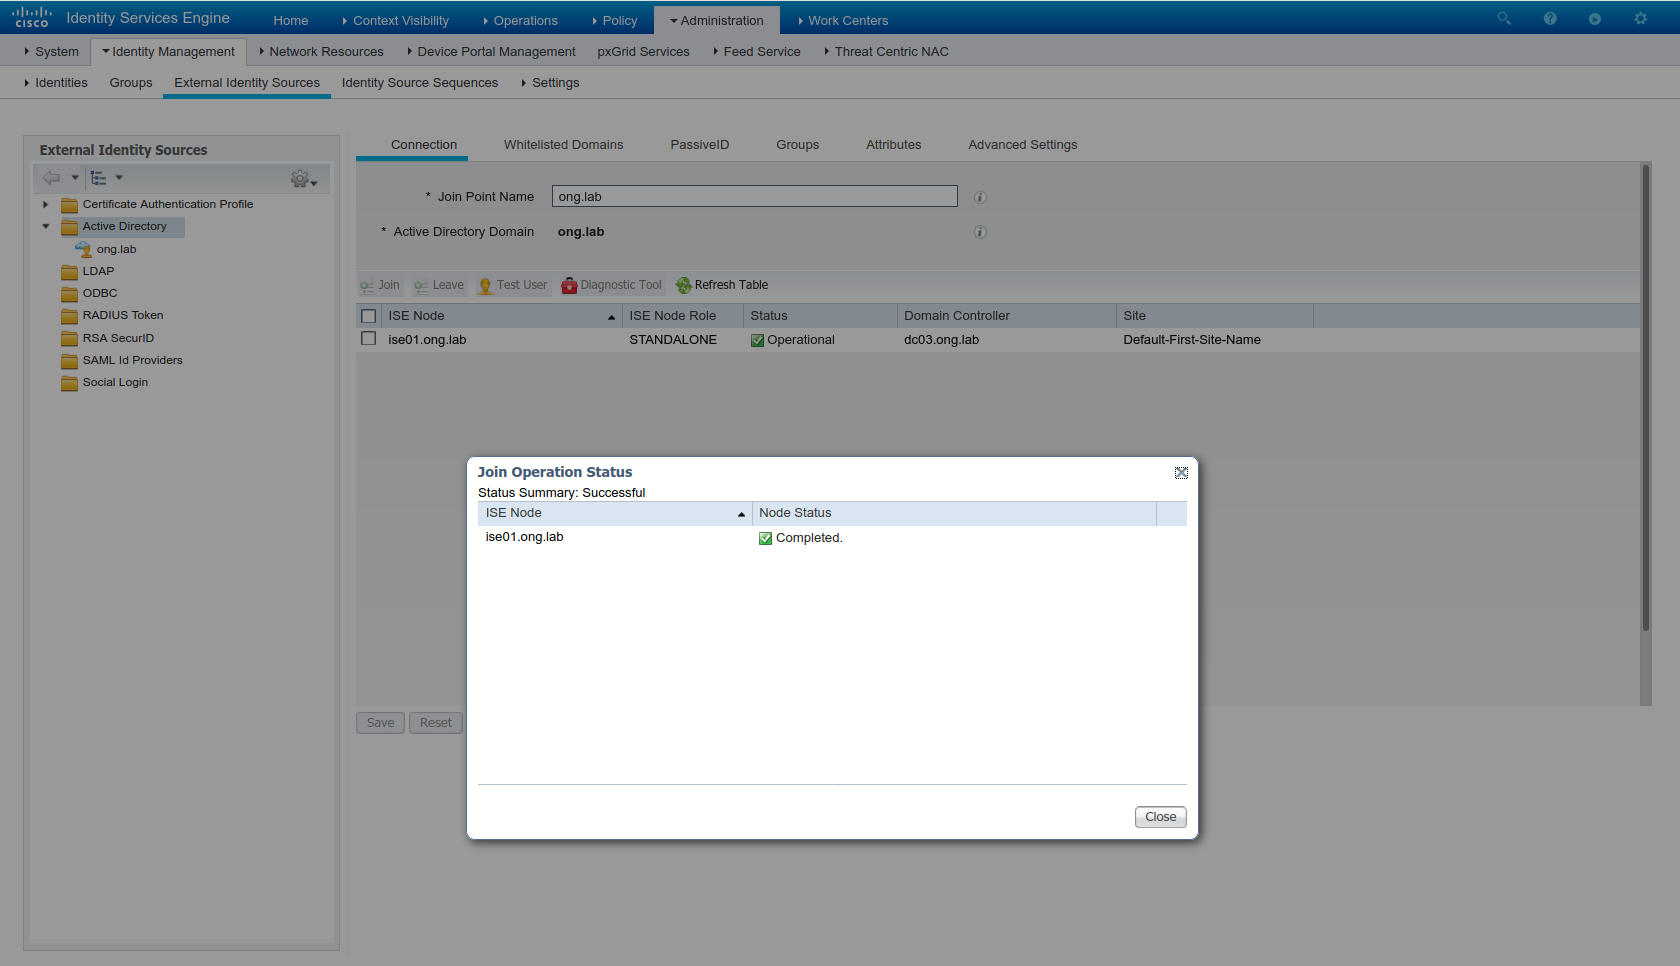 cisco Identity Services Engine Home Context Visibility Operations Policy Administration Work Centers
System Identity Management Network Resources Device Portal Management pxGrid Services Feed Service Threat Centric NAC
Identities Groups External Identity Sources Identity Source Sequences Settings
External Identity Sources
Certificate Authentication Profile
Active Directory
ong.lab
LDAP
ODBC
RADIUS Token
RSA SecurID
SAML Id Providers
Social Login
Connection Whitelisted Domains PassiveID Groups Attributes Advanced Settings
* Join Point Name ong.lab
* Active Directory Domain ong.lab
Join Leave Test User Diagnostic Tool Refresh Table
ISE Node ISE Node Role Status Domain Controller Site
ise01.ong.lab STANDALONE Operational dc03.ong.lab Default-First-Site-Name
Save Reset
Join Operation Status
Status Summary: Successful
ISE Node Node Status
ise01.ong.lab Completed.
Close